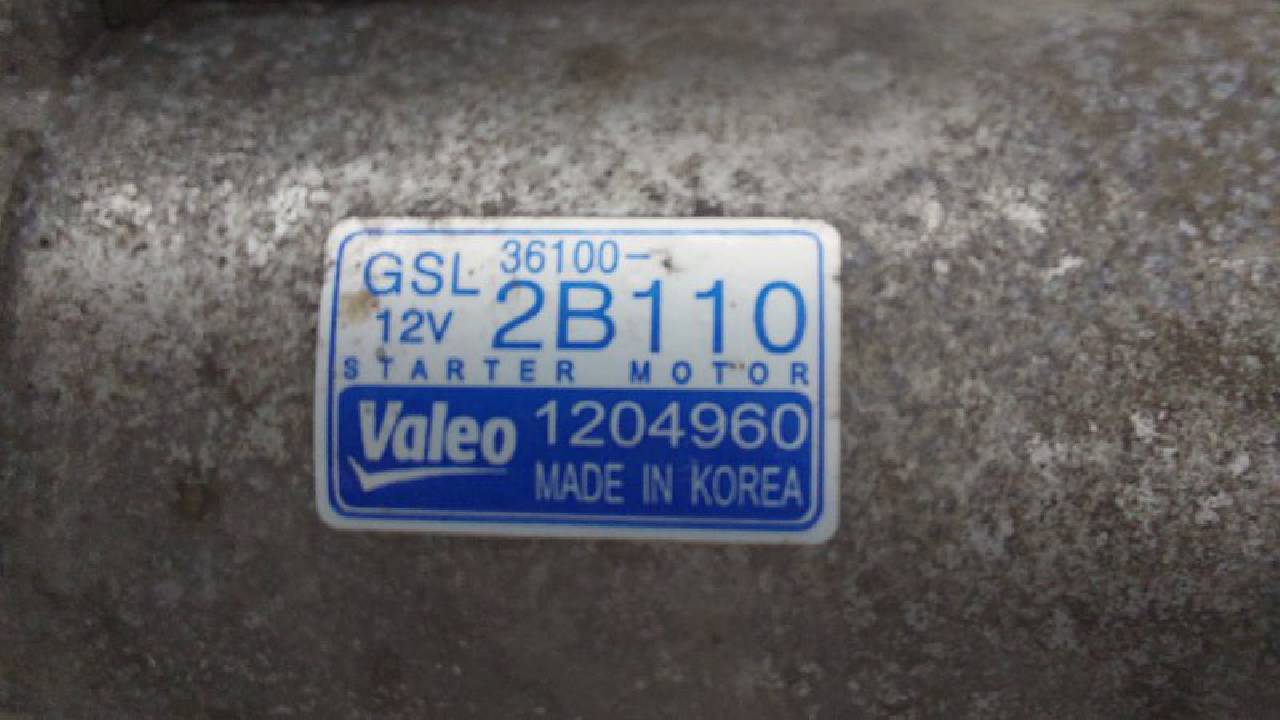 GSL 36100-
12V 2B110
STARTER MOTOR
Valeo 1204960
MADE IN KOREA